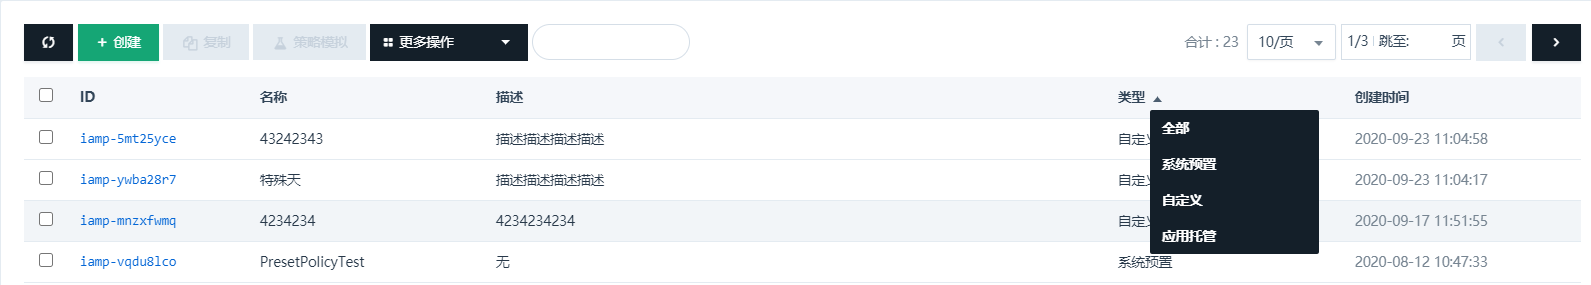 创建 复制 策略模拟 更多操作 合计 : 23 10/页 1/3 跳至: 页
ID 名称 描述 类型 创建时间
iamp-5mt25yce 43242343 描述描述描述描述 自定 2020-09-23 11:04:58
iamp-ywba28r7 特殊天 描述描述描述描述 自定 2020-09-23 11:04:17
iamp-mnzxfwmq 4234234 4234234234 自定 2020-09-17 11:51:55
iamp-vqdu8lco PresetPolicyTest 无 系统预置 2020-08-12 10:47:33
全部
系统预置
自定义
应用托管